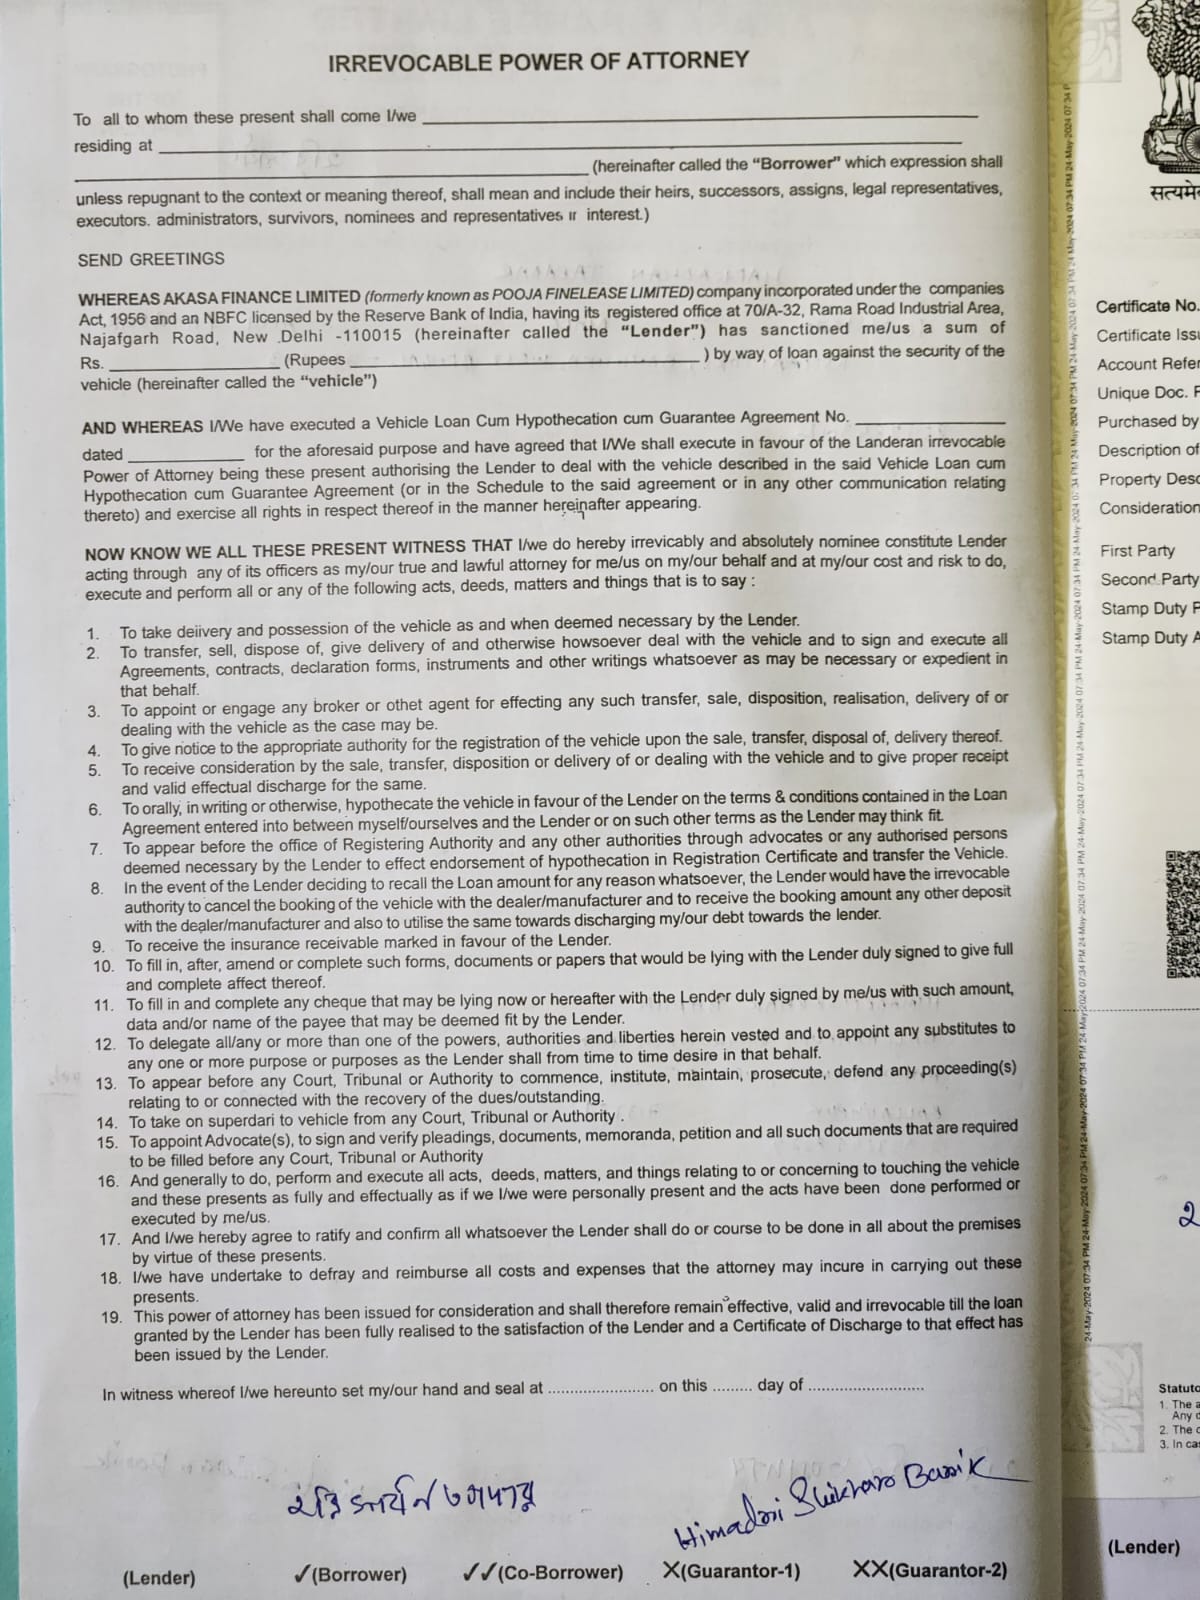 IRREVOCABLE POWER OF ATTORNEY
To all to whom these present shall come I/we
residing at
(hereinafter called the "Borrower" which expression shall
unless repugnant to the context or meaning thereof, shall mean and include their heirs, successors, assigns, legal representatives,
executors. administrators, survivors, nominees and representatives ir interest.)
SEND GREETINGS
WHEREAS AKASA FINANCE LIMITED (formerly known as POOJA FINELEASE LIMITED) company incorporated under the companies
Act, 1956 and an NBFC licensed by the Reserve Bank of India, having its registered office at 70/A-32, Rama Road Industrial Area,
Najafgarh Road, New Delhi -110015 (hereinafter called the "Lender") has sanctioned me/us a sum of
Rs. (Rupees ) by way of loan against the security of the
vehicle (hereinafter called the "vehicle")
AND WHEREAS I/We have executed a Vehicle Loan Cum Hypothecation cum Guarantee Agreement No.
dated for the aforesaid purpose and have agreed that I/We shall execute in favour of the Landeran irrevocable
Power of Attorney being these present authorising the Lender to deal with the vehicle described in the said Vehicle Loan cum
Hypothecation cum Guarantee Agreement (or in the Schedule to the said agreement or in any other communication relating
thereto) and exercise all rights in respect thereof in the manner hereinafter appearing.
NOW KNOW WE ALL THESE PRESENT WITNESS THAT I/we do hereby irrevicably and absolutely nominee constitute Lender
acting through any of its officers as my/our true and lawful attorney for me/us on my/our behalf and at my/our cost and risk to do,
execute and perform all or any of the following acts, deeds, matters and things that is to say :
1. To take deiivery and possession of the vehicle as and when deemed necessary by the Lender.
2. To transfer, sell, dispose of, give delivery of and otherwise howsoever deal with the vehicle and to sign and execute all
Agreements, contracts, declaration forms, instruments and other writings whatsoever as may be necessary or expedient in
that behalf.
3. To appoint or engage any broker or othet agent for effecting any such transfer, sale, disposition, realisation, delivery of or
dealing with the vehicle as the case may be.
4. To give notice to the appropriate authority for the registration of the vehicle upon the sale, transfer, disposal of, delivery thereof.
5. To receive consideration by the sale, transfer, disposition or delivery of or dealing with the vehicle and to give proper receipt
and valid effectual discharge for the same.
6. To orally, in writing or otherwise, hypothecate the vehicle in favour of the Lender on the terms & conditions contained in the Loan
Agreement entered into between myself/ourselves and the Lender or on such other terms as the Lender may think fit.
7. To appear before the office of Registering Authority and any other authorities through advocates or any authorised persons
deemed necessary by the Lender to effect endorsement of hypothecation in Registration Certificate and transfer the Vehicle.
8. In the event of the Lender deciding to recall the Loan amount for any reason whatsoever, the Lender would have the irrevocable
authority to cancel the booking of the vehicle with the dealer/manufacturer and to receive the booking amount any other deposit
with the dealer/manufacturer and also to utilise the same towards discharging my/our debt towards the lender.
9. To receive the insurance receivable marked in favour of the Lender.
10. To fill in, after, amend or complete such forms, documents or papers that would be lying with the Lender duly signed to give full
and complete affect thereof.
11. To fill in and complete any cheque that may be lying now or hereafter with the Lender duly signed by me/us with such amount,
data and/or name of the payee that may be deemed fit by the Lender.
12. To delegate all/any or more than one of the powers, authorities and liberties herein vested and to appoint any substitutes to
any one or more purpose or purposes as the Lender shall from time to time desire in that behalf.
13. To appear before any Court, Tribunal or Authority to commence, institute, maintain, prosecute, defend any proceeding(s)
relating to or connected with the recovery of the dues/outstanding.
14. To take on superdari to vehicle from any Court, Tribunal or Authority .
15. To appoint Advocate(s), to sign and verify pleadings, documents, memoranda, petition and all such documents that are required
to be filled before any Court, Tribunal or Authority
16. And generally to do, perform and execute all acts, deeds, matters, and things relating to or concerning to touching the vehicle
and these presents as fully and effectually as if we I/we were personally present and the acts have been done performed or
executed by me/us.
17. And I/we hereby agree to ratify and confirm all whatsoever the Lender shall do or course to be done in all about the premises
by virtue of these presents.
18. I/we have undertake to defray and reimburse all costs and expenses that the attorney may incure in carrying out these
presents.
19. This power of attorney has been issued for consideration and shall therefore remain effective, valid and irrevocable till the loan
granted by the Lender has been fully realised to the satisfaction of the Lender and a Certificate of Discharge to that effect has
been issued by the Lender.
In witness whereof I/we hereunto set my/our hand and seal at ........................ on this ......... day of ...........................
Himadri Shikhara Basik
(Lender) ✓(Borrower) ✓✓(Co-Borrower) X(Guarantor-1) XX(Guarantor-2)
24-May-2024 07:34 PM
सत्यमे
Certificate No.
Certificate Issu
Account Refer
Unique Doc.
Purchased by
Description of
Property Desc
Consideration
First Party
Second Party
Stamp Duty P
Stamp Duty A
Statuto
1. The a
Any d
2. The
3. In ca
(Lender)